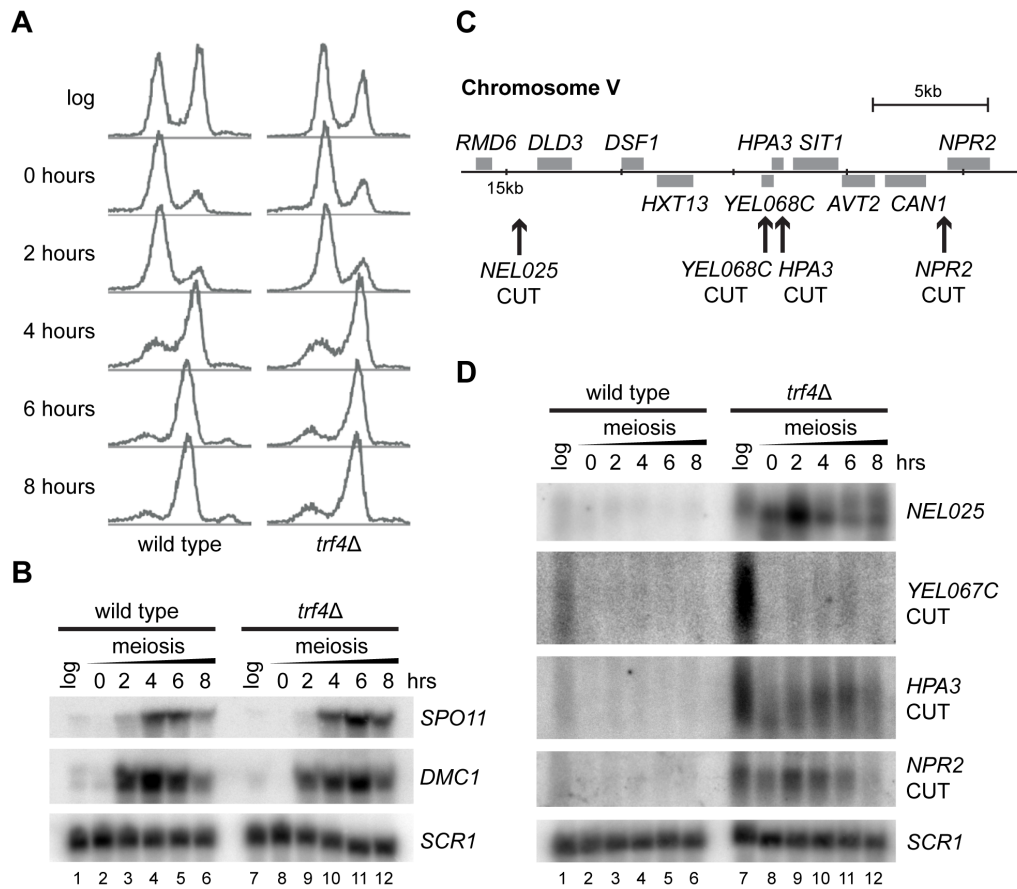 A
log
0 hours
2 hours
4 hours
6 hours
8 hours
wild type trf4Δ
B
wild type trf4Δ
meiosis meiosis
log 0 2 4 6 8 log 0 2 4 6 8 hrs
SPO11
DMC1
SCR1
1 2 3 4 5 6 7 8 9 10 11 12
C
Chromosome V
5kb
RMD6 DLD3 DSF1 HPA3 SIT1 NPR2
15kb
HXT13 YEL068C AVT2 CAN1
NEL025 YEL068C HPA3 NPR2
CUT CUT CUT CUT
D
wild type trf4Δ
meiosis meiosis
log 0 2 4 6 8 log 0 2 4 6 8 hrs
NEL025
YEL067C
CUT
HPA3
CUT
NPR2
CUT
SCR1
1 2 3 4 5 6 7 8 9 10 11 12